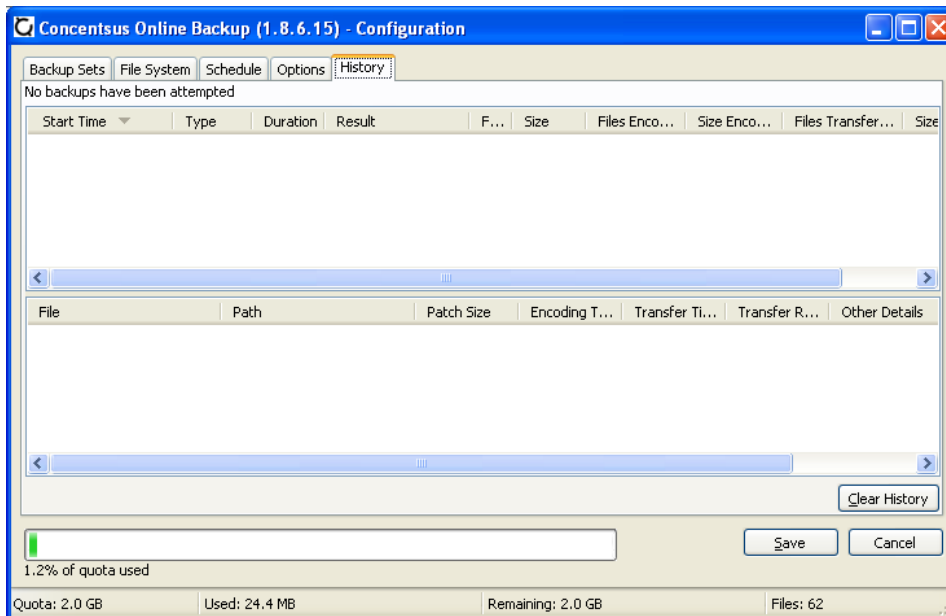 Concentsus Online Backup (1.8.6.15) - Configuration
Backup Sets File System Schedule Options History
No backups have been attempted
Start Time Type Duration Result F... Size Files Enco... Size Enco... Files Transfer... Size
File Path Patch Size Encoding T... Transfer Ti... Transfer R... Other Details
Clear History
Save Cancel
1.2% of quota used
Quota: 2.0 GB Used: 24.4 MB Remaining: 2.0 GB Files: 62